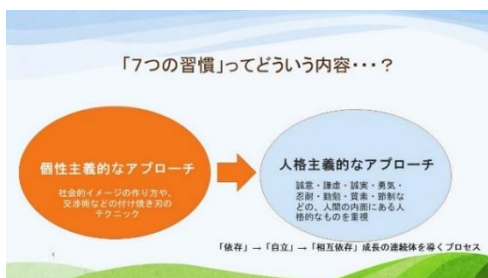 「7つの習慣」ってどういう内容・・・?
個性主義的なアプローチ
社会的イメージの作り方や、
交渉術などの付け焼き刃の
テクニック
人格主義的なアプローチ
誠意・謙虚・誠実・勇気・
忍耐・勤勉・質素・節制な
どの、人間の内面にある人
格的なものを重視
「依存」→「自立」→「相互依存」成長の連続体を導くプロセス